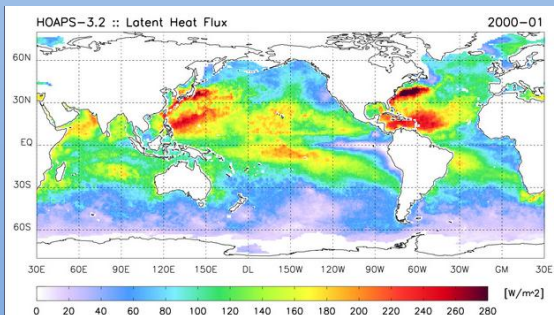 HOAPS-3.2 :: Latent Heat Flux 2000-01
60N
30N
EQ
30S
60S
30E 60E 90E 120E 150E DL 150W 120W 90W 60W 30W GM 30E
[W/m^2]
0 20 40 60 80 100 120 140 160 180 200 220 240 260 280